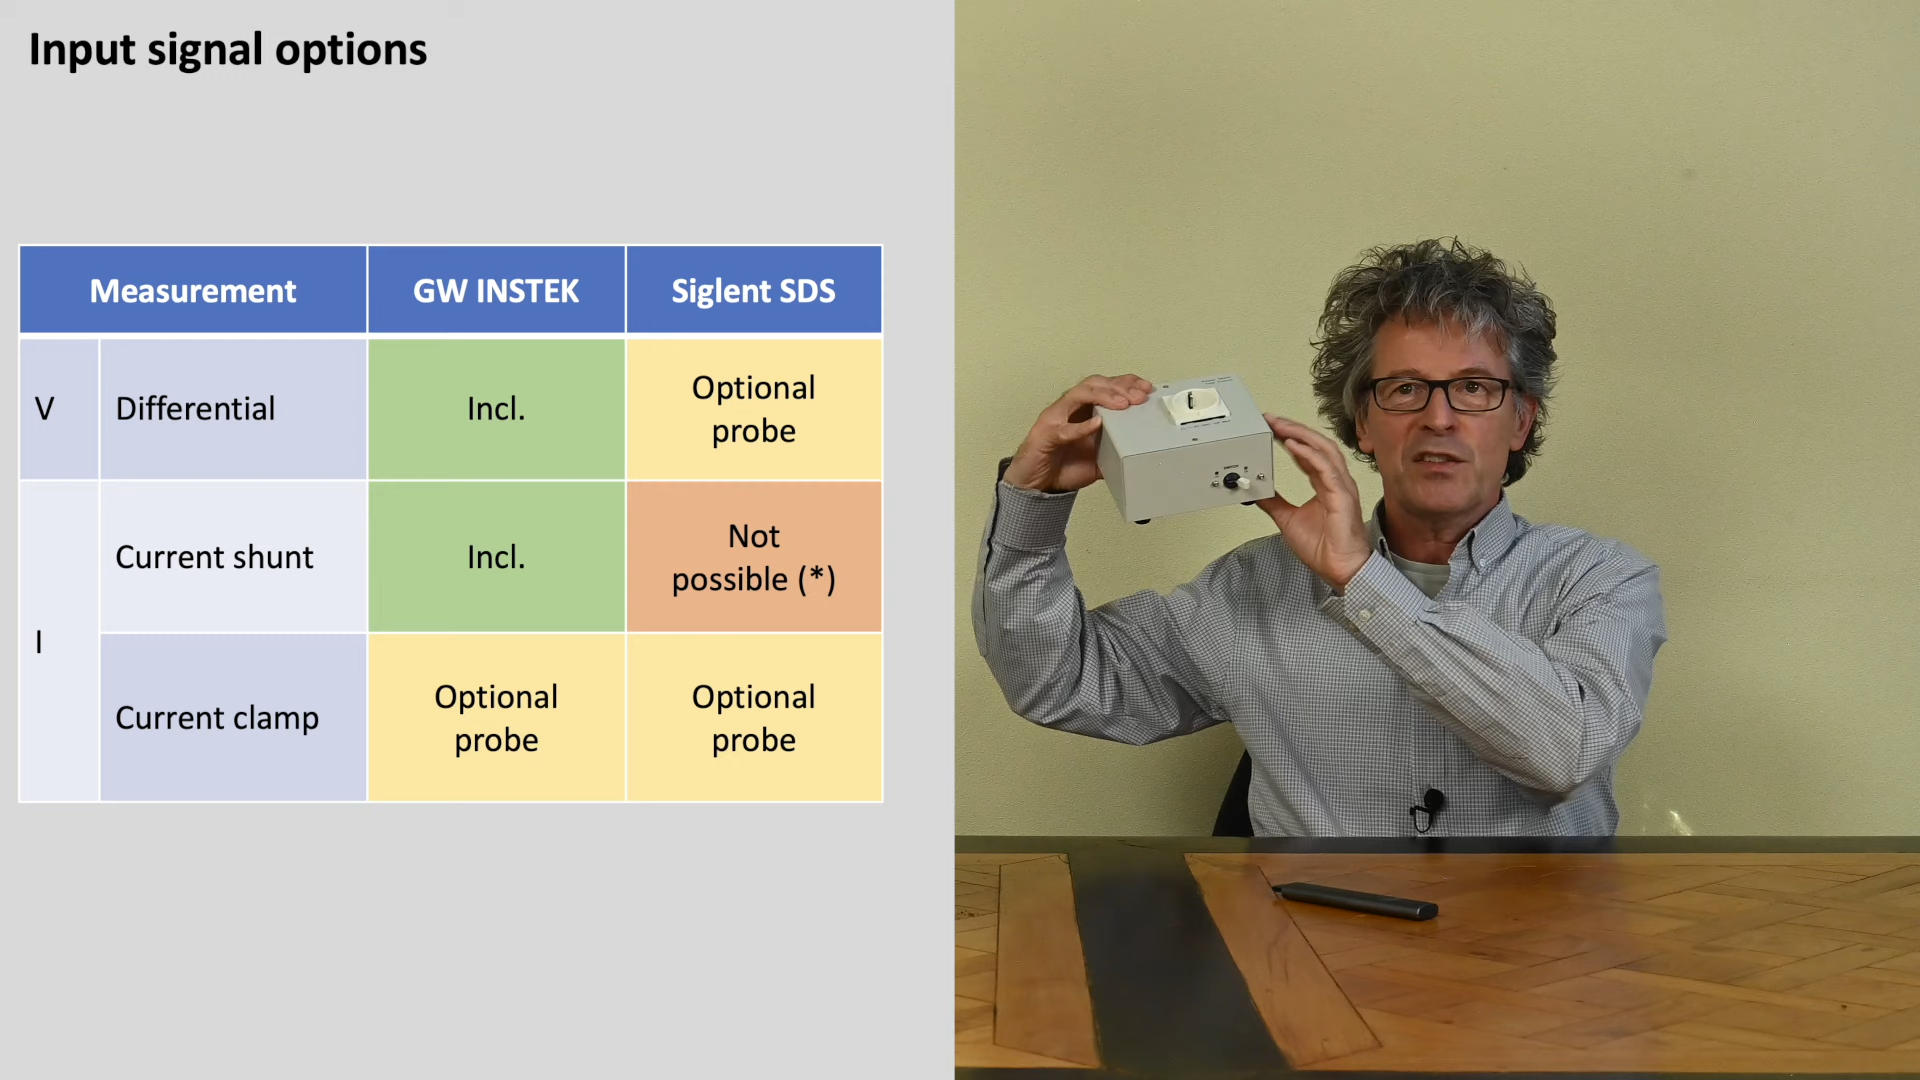 Input signal options
Measurement GW INSTEK Siglent SDS
V Differential Incl. Optional probe
I Current shunt Incl. Not possible (*)
Current clamp Optional probe Optional probe